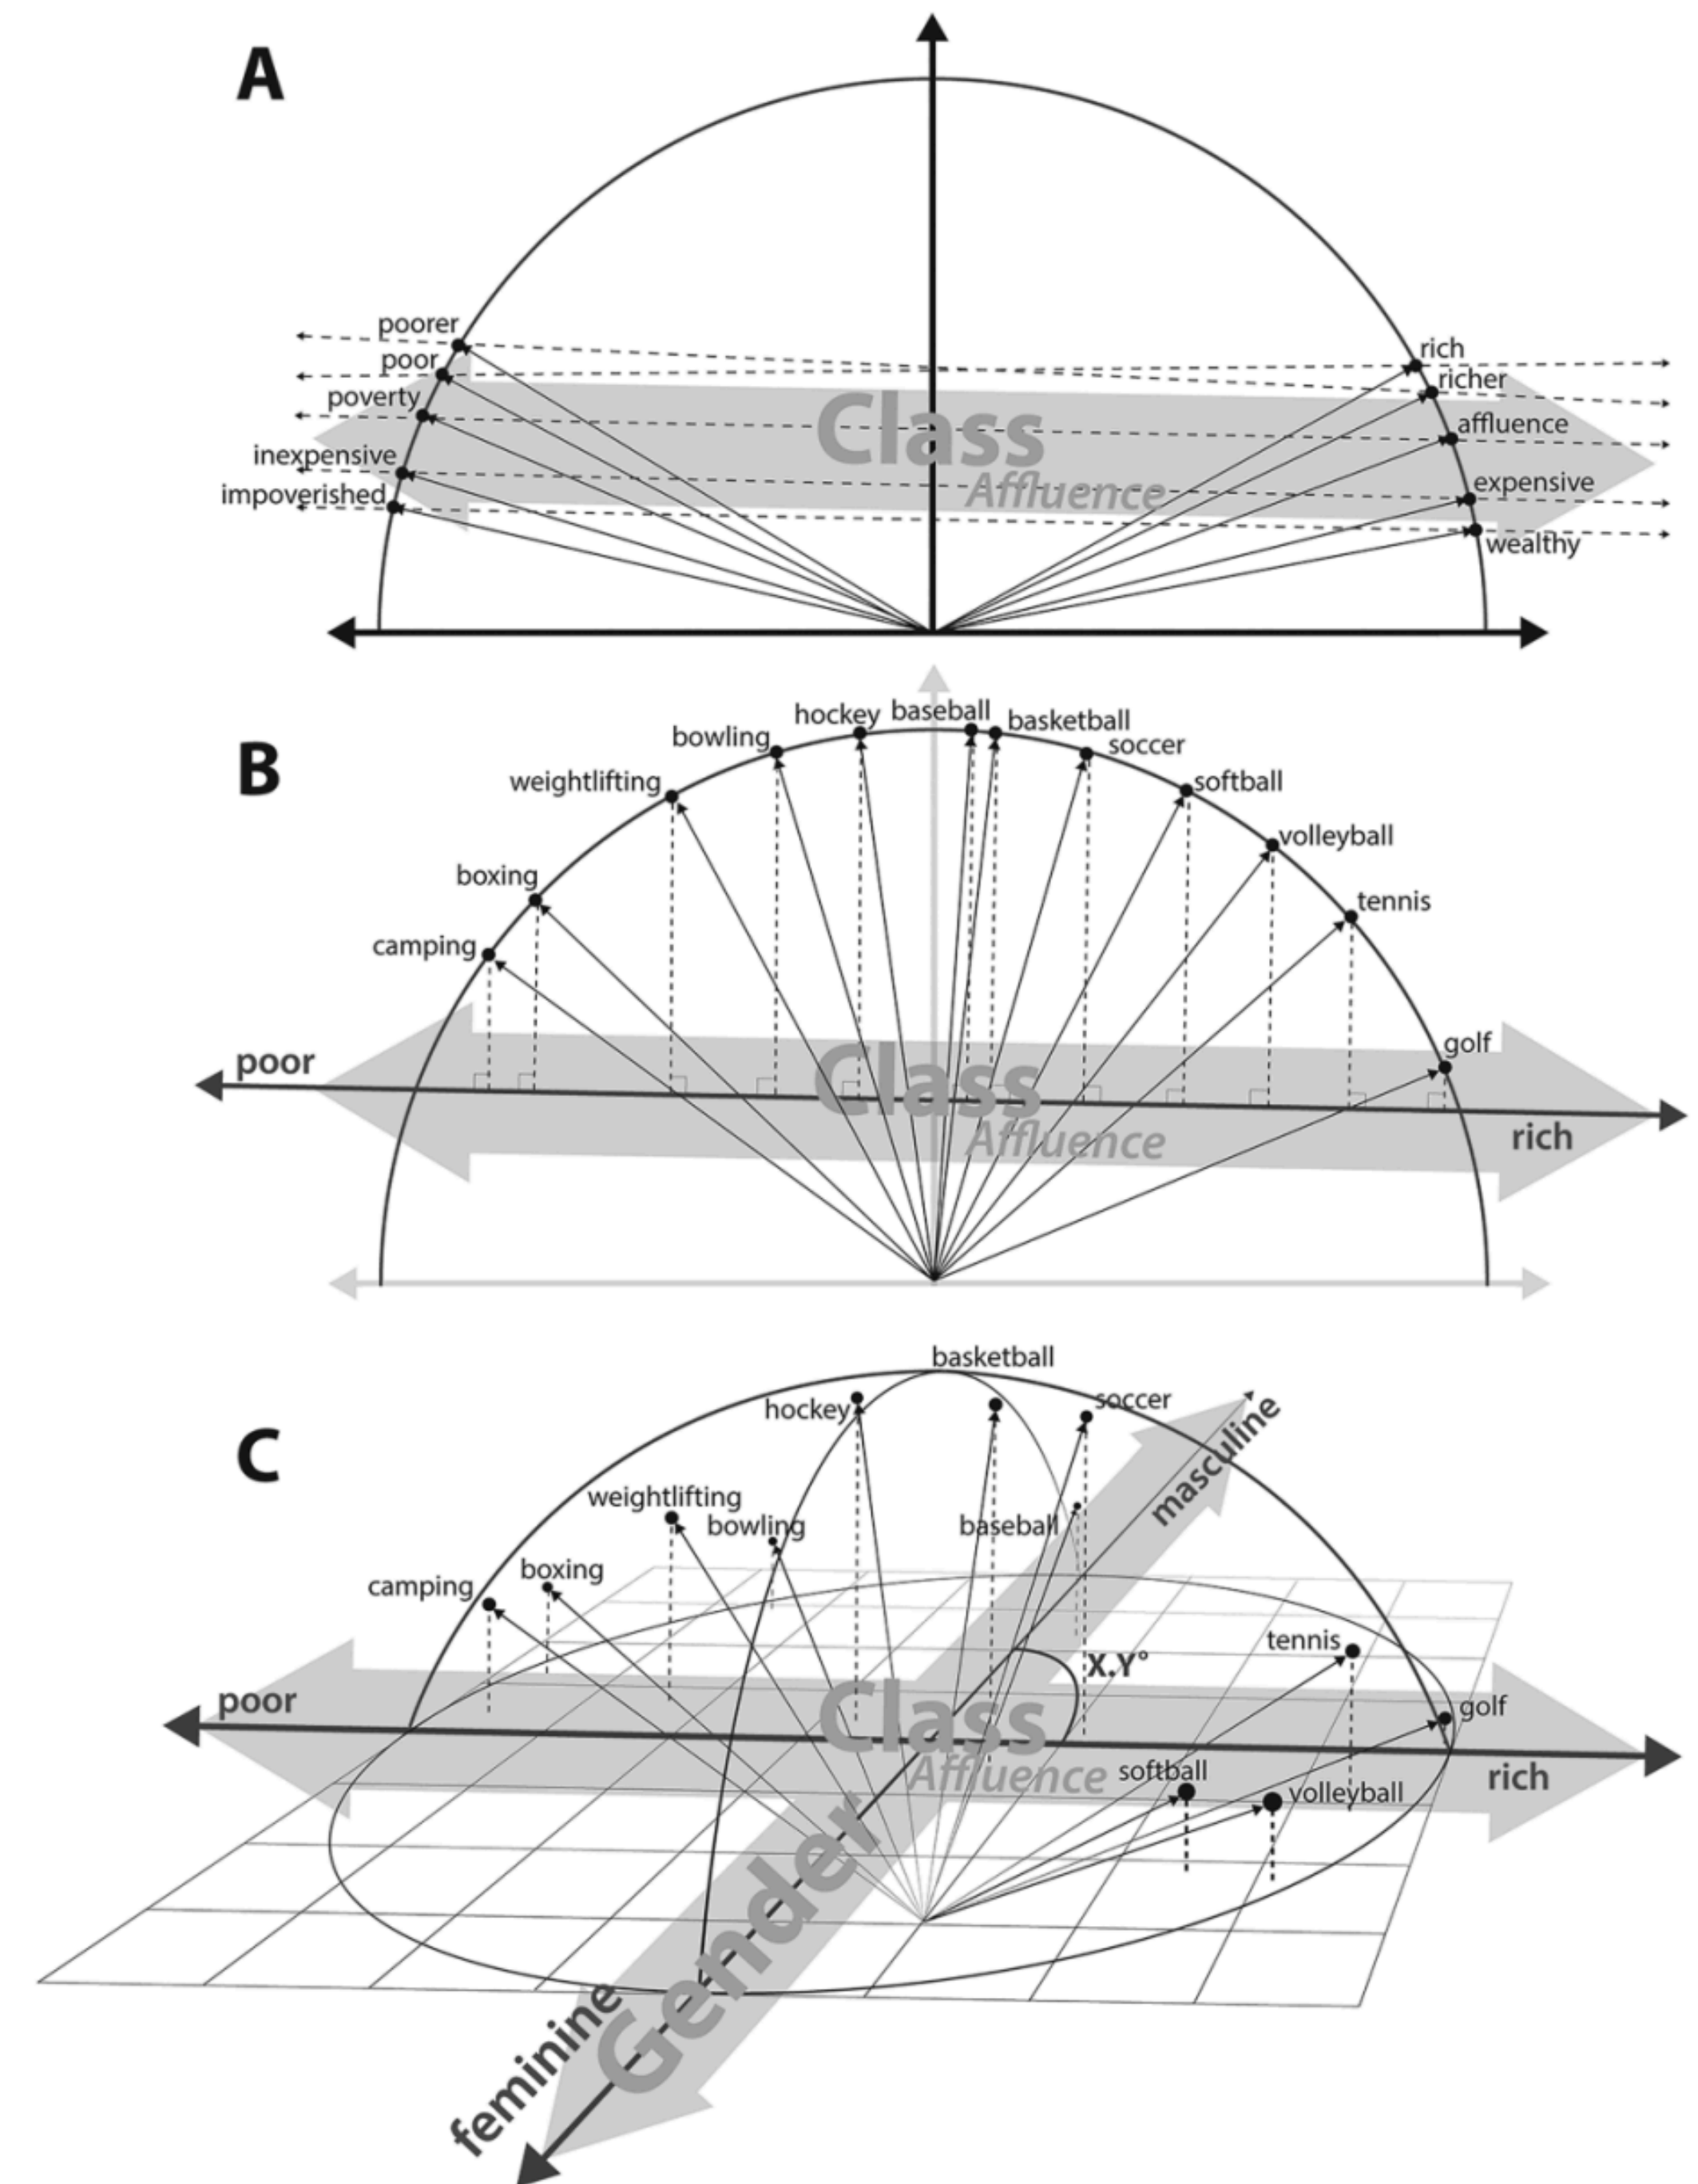 A
poorer
poor
poverty
inexpensive
impoverished
rich
richer
affluence
expensive
wealthy
Class
Affluence
B
camping
boxing
weightlifting
bowling
hockey
baseball
basketball
soccer
softball
volleyball
tennis
golf
poor
Class
Affluence
rich
C
basketball
hockey
soccer
masculine
weightlifting
bowling
baseball
camping
boxing
tennis
X.Y°
poor
Class
golf
Affluence
softball
rich
volleyball
Gender
feminine